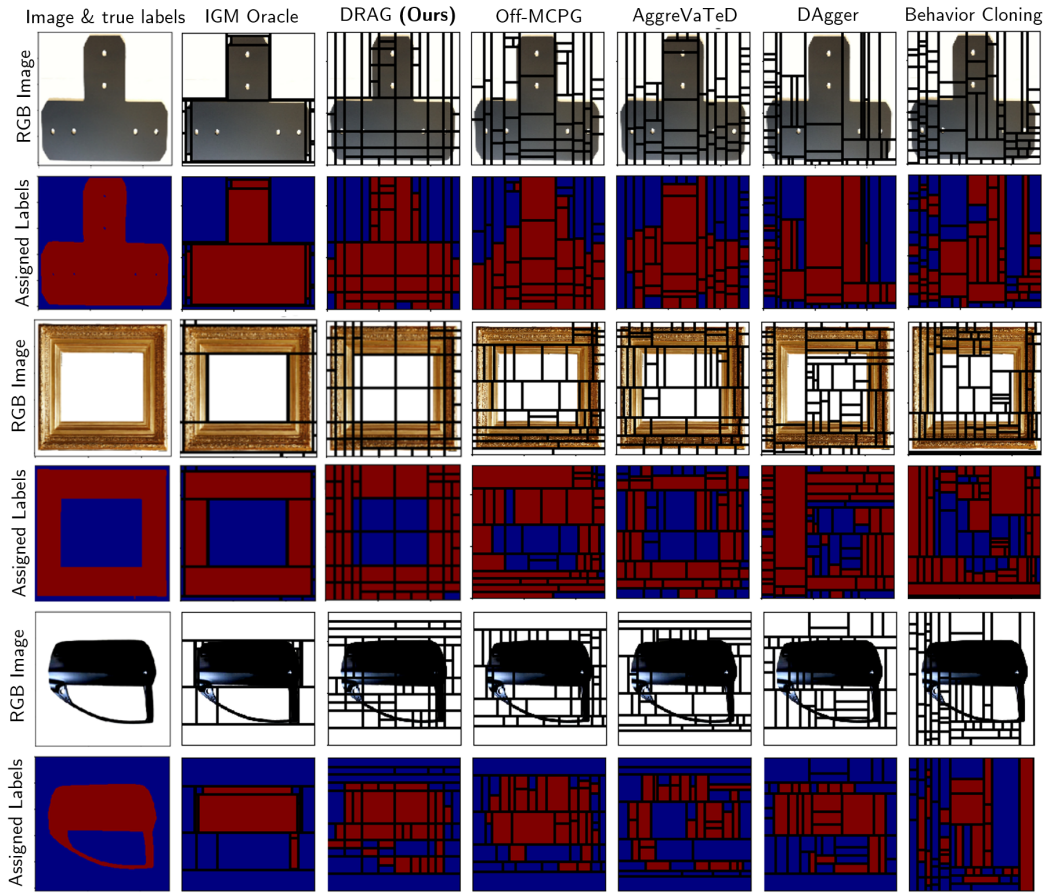 Image & true labels IGM Oracle DRAG (Ours) Off-MCPG AggreVaTeD DAgger Behavior Cloning
RGB Image
Assigned Labels
RGB Image
Assigned Labels
RGB Image
Assigned Labels